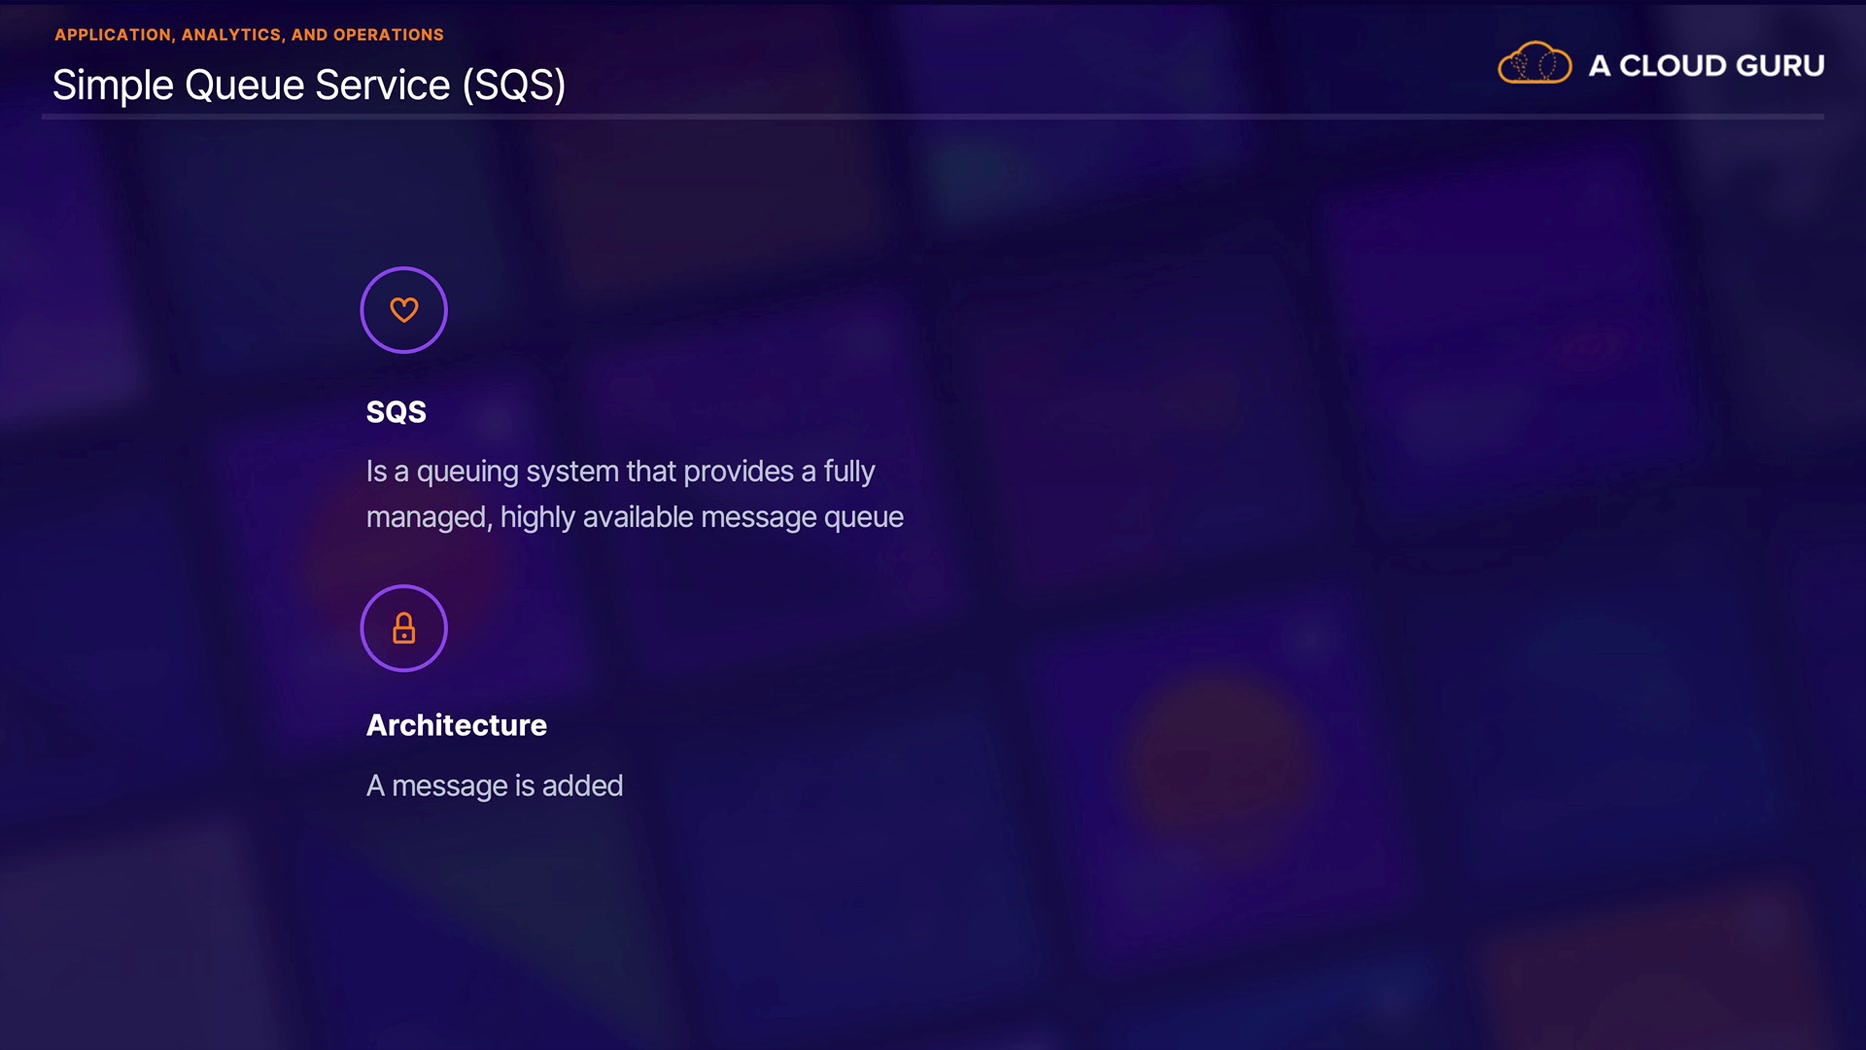 APPLICATION, ANALYTICS, AND OPERATIONS
Simple Queue Service (SQS)
A CLOUD GURU
SQS
Is a queuing system that provides a fully
managed, highly available message queue
Architecture
A message is added